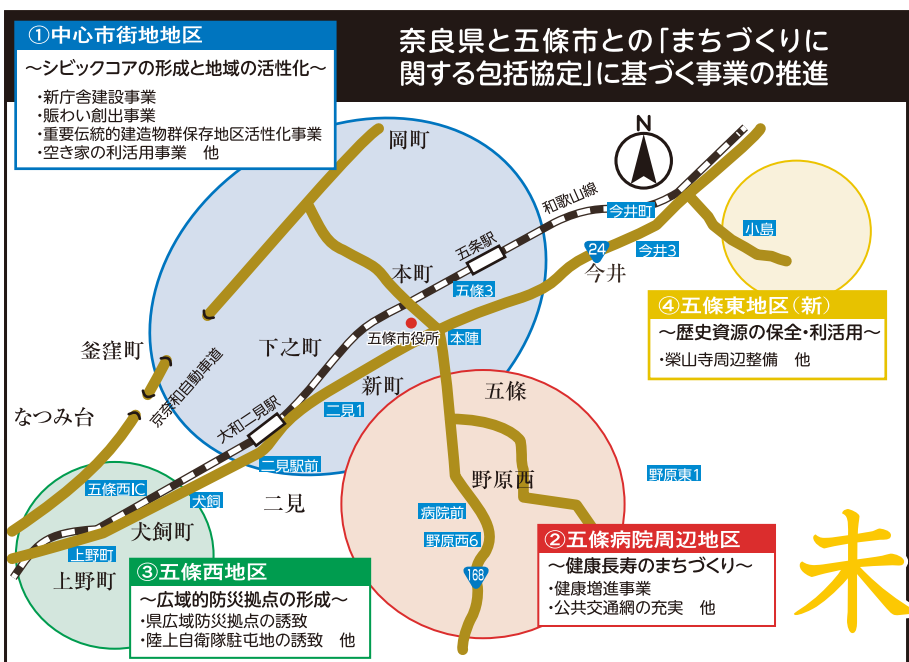 ①中心市街地地区
～シビックコアの形成と地域の活性化～
・新庁舎建設事業
・賑わい創出事業
・重要伝統的建造物群保存地区活性化事業
・空き家の利活用事業 他
奈良県と五條市との「まちづくりに
関する包括協定」に基づく事業の推進
N
岡町
和歌山線
今井町
小島
24
今井3
今井
五条駅
本町
五條3
④五條東地区（新）
～歴史資源の保全・利活用～
・榮山寺周辺整備 他
五條市役所
本陣
下之町
釜窪町
京奈和自動車道
新町
五條
なつみ台
大和二見駅
二見1
二見駅前
野原西
野原東1
五條西IC
犬飼
二見
病院前
犬飼町
野原西6
上野町
上野町
168
②五條病院周辺地区
～健康長寿のまちづくり～
・健康増進事業
・公共交通網の充実 他
③五條西地区
～広域的防災拠点の形成～
・県広域防災拠点の誘致
・陸上自衛隊駐屯地の誘致 他
未